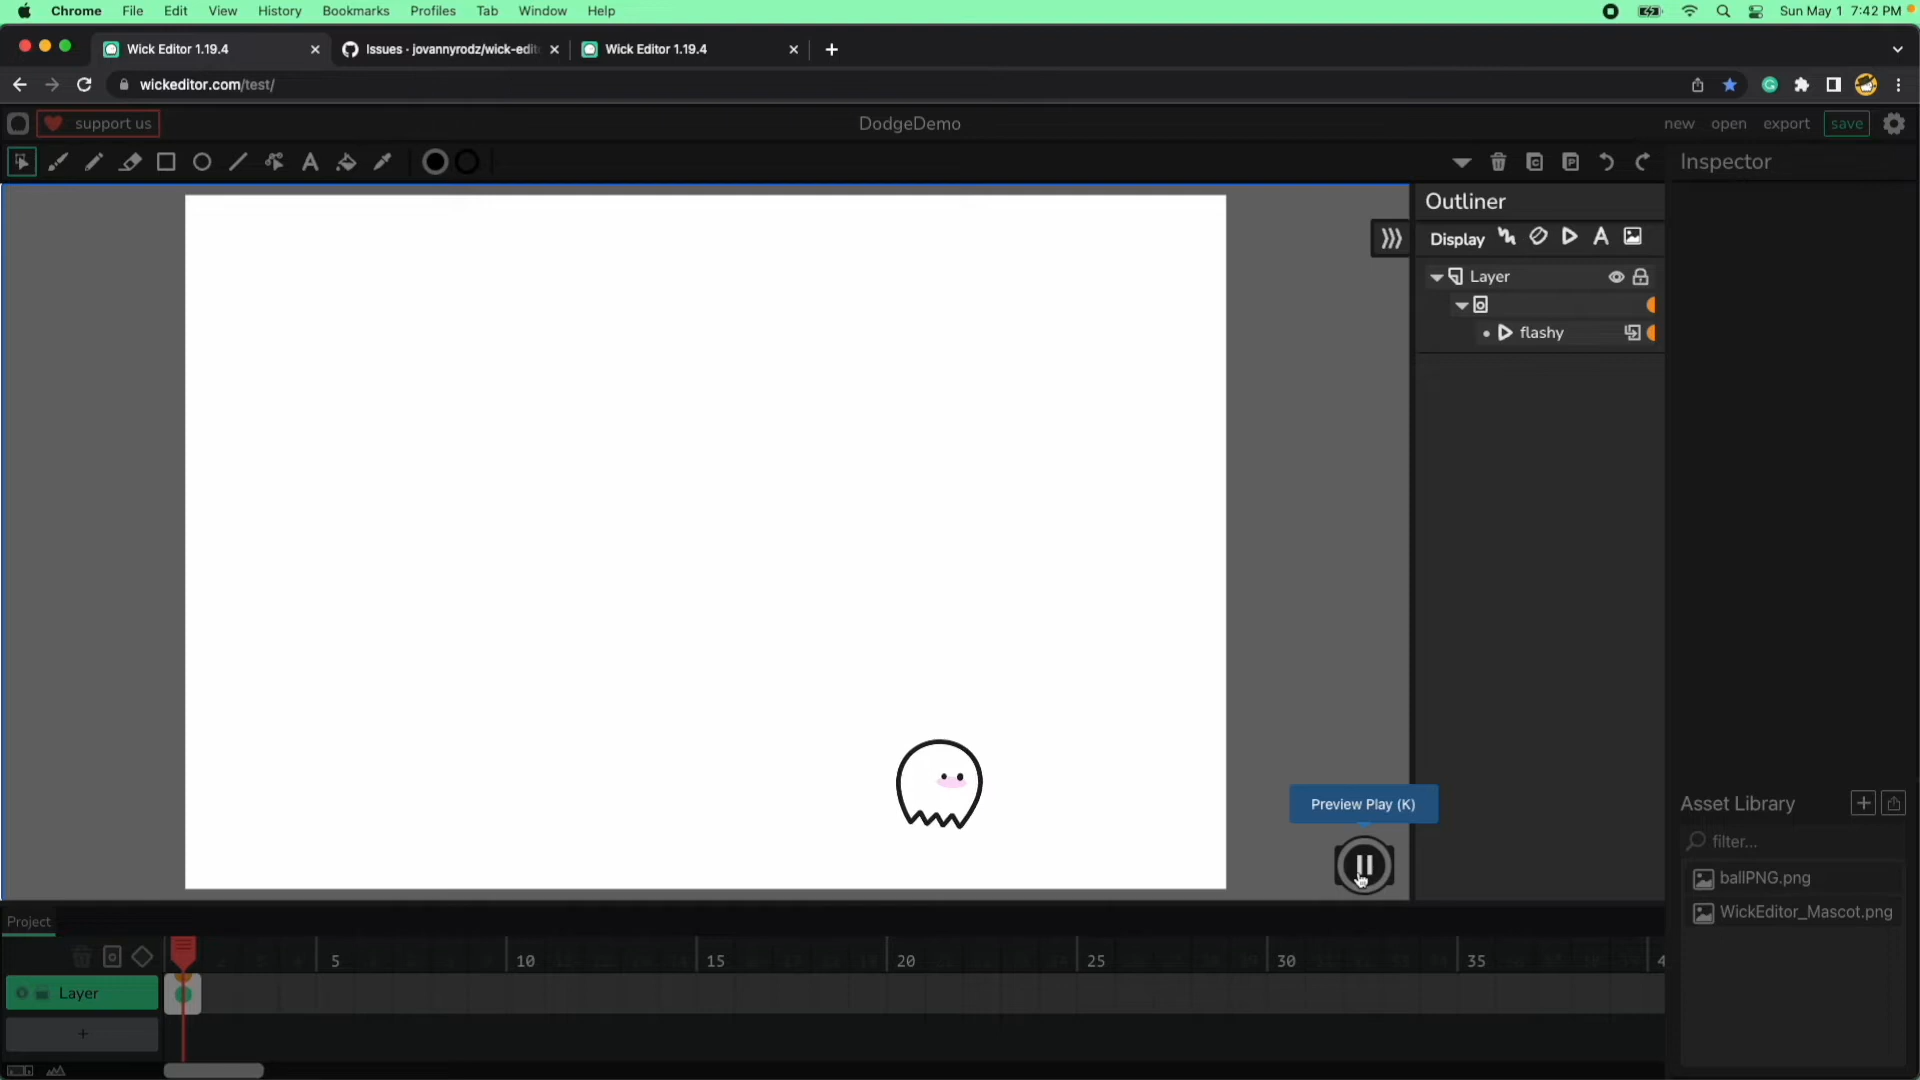 Chrome File Edit View History Bookmarks Profiles Tab Window Help Sun May 1 7:42 PM
Wick Editor 1.19.4 Issues · jovannyrodz/wick-edit Wick Editor 1.19.4
wickeditor.com/test/
support us DodgeDemo new open export save
Inspector
Outliner
Display
Layer
flashy
Preview Play (K)
Asset Library
filter...
ballPNG.png
WickEditor_Mascot.png
Project
5 10 15 20 25 30 35 4
Layer